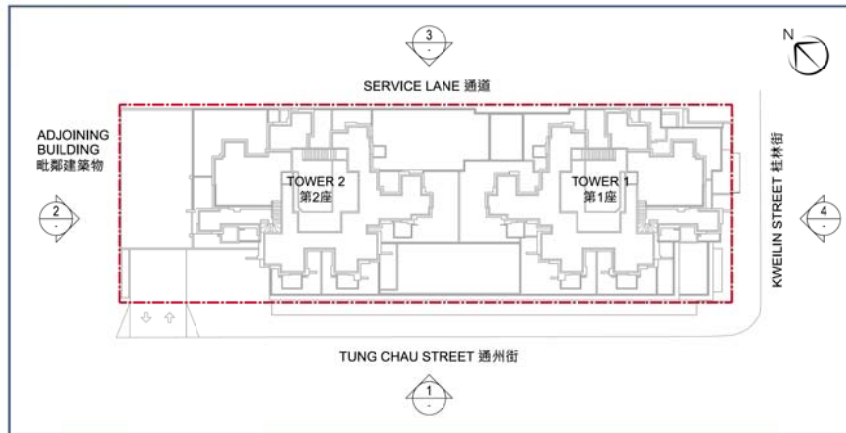 3
-
N
SERVICE LANE 通道
ADJOINING
BUILDING
毗鄰建築物
TOWER 2
第2座
TOWER 1
第1座
2
-
4
-
KWEILIN STREET 桂林街
TUNG CHAU STREET 通州街
1
-